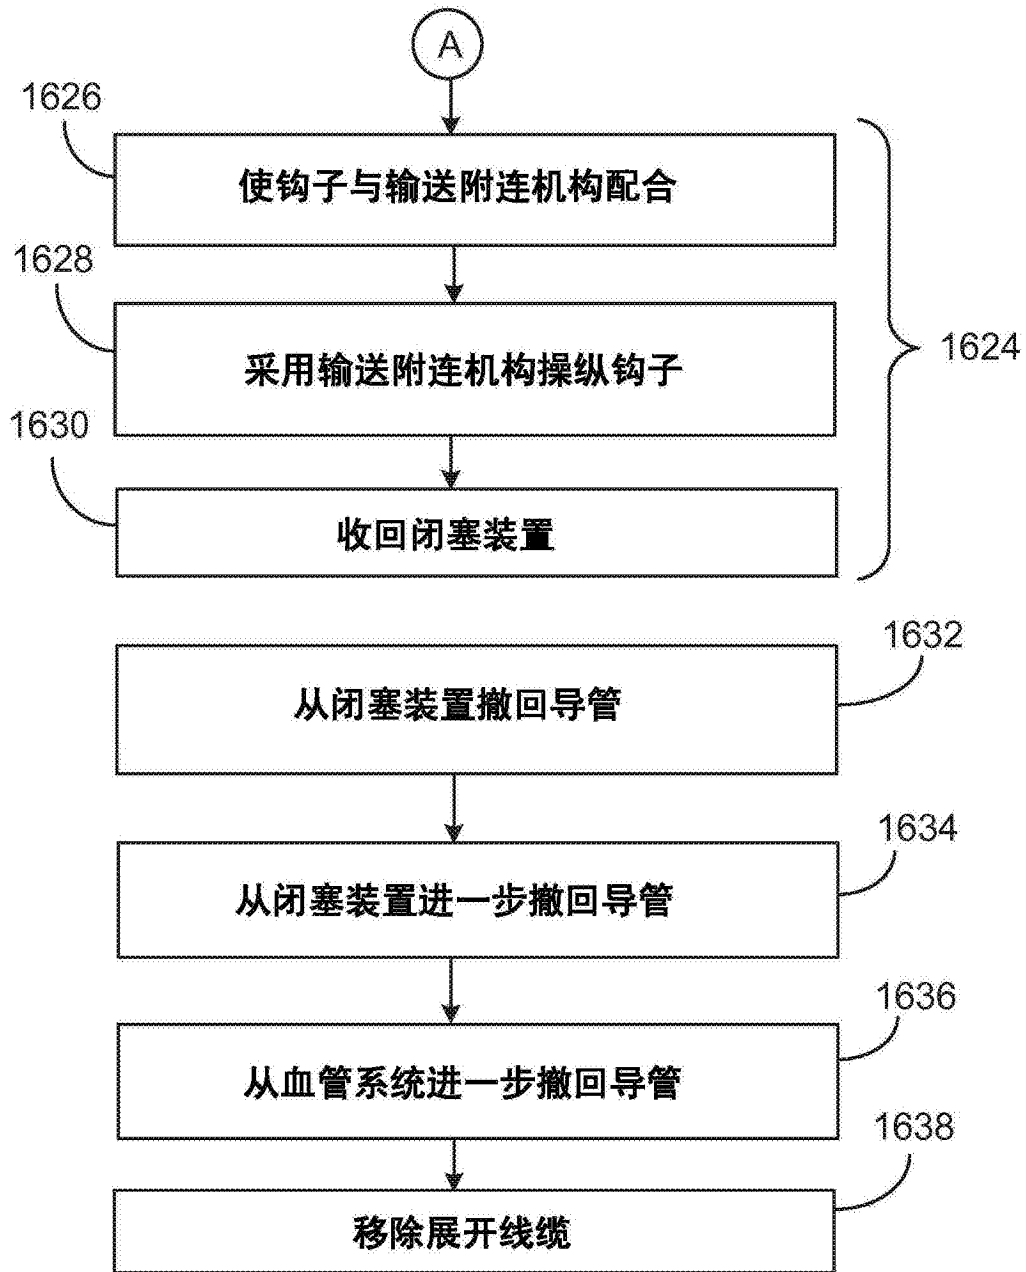 A
1626
使钩子与输送附连机构配合
1628
采用输送附连机构操纵钩子
1624
1630
收回闭塞装置
1632
从闭塞装置撤回导管
1634
从闭塞装置进一步撤回导管
1636
从血管系统进一步撤回导管
1638
移除展开线缆